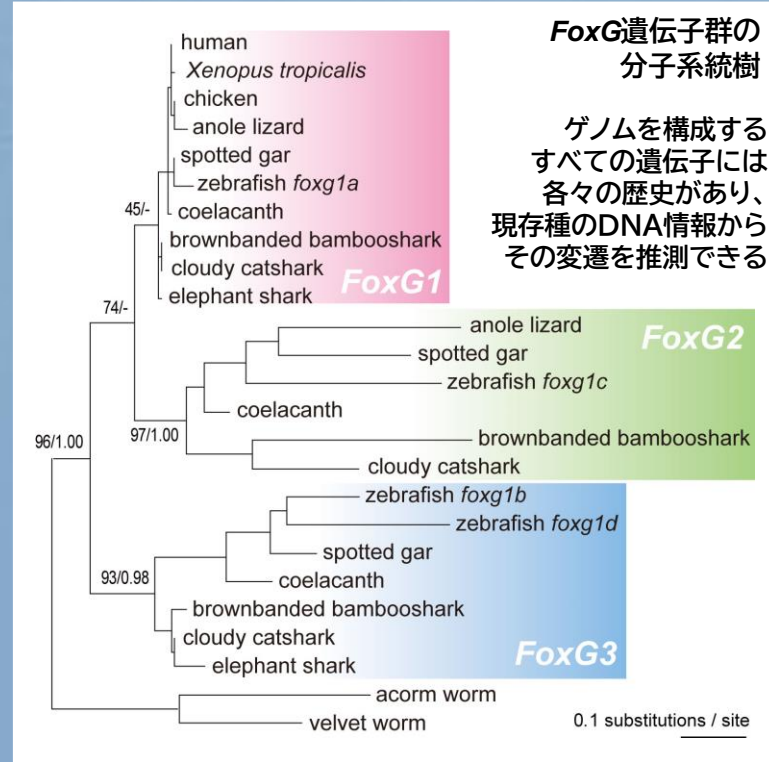 FoxG遺伝子群の
分子系統樹
ゲノムを構成する
すべての遺伝子には
各々の歴史があり、
現存種のDNA情報から
その変遷を推測できる
human
Xenopus tropicalis
chicken
anole lizard
spotted gar
zebrafish foxg1a
coelacanth
brownbanded bambooshark
cloudy catshark
elephant shark
FoxG1
45/-
74/-
anole lizard
FoxG2
spotted gar
zebrafish foxg1c
coelacanth
97/1.00
brownbanded bambooshark
96/1.00
cloudy catshark
zebrafish foxg1b
zebrafish foxg1d
spotted gar
93/0.98
coelacanth
brownbanded bambooshark
cloudy catshark
elephant shark
FoxG3
acorm worm
velvet worm
0.1 substitutions / site